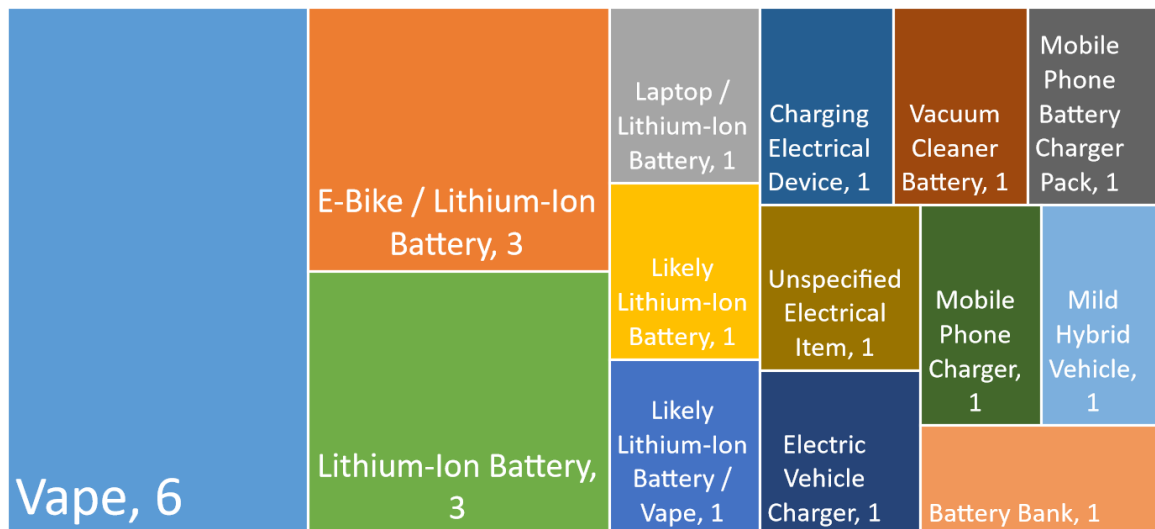 Vape, 6
E-Bike / Lithium-Ion
Battery, 3
Lithium-Ion Battery,
3
Laptop /
Lithium-Ion
Battery, 1
Likely
Lithium-Ion
Battery, 1
Likely
Lithium-Ion
Battery /
Vape, 1
Charging
Electrical
Device, 1
Vacuum
Cleaner
Battery, 1
Mobile
Phone
Battery
Charger
Pack, 1
Unspecified
Electrical
Item, 1
Electric
Vehicle
Charger, 1
Mobile
Phone
Charger,
1
Mild
Hybrid
Vehicle,
1
Battery Bank, 1